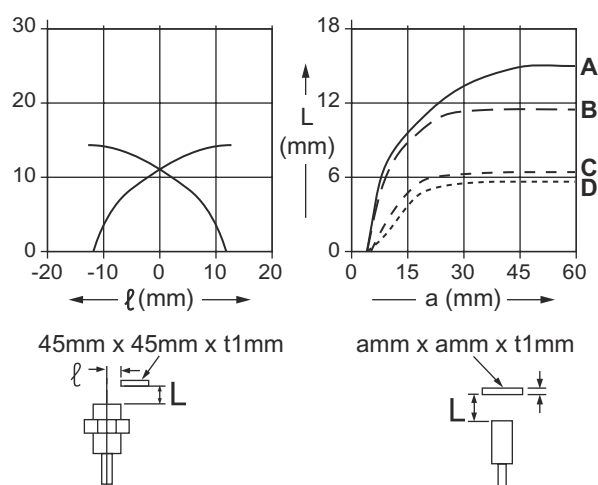 30
20
10
0
-20 -10 0 10 20
ℓ (mm)
18
12
6
0
L
(mm)
A
B
C
D
0 15 30 45 60
a (mm)
45mm x 45mm x t1mm
ℓ
L
amm x amm x t1mm
L